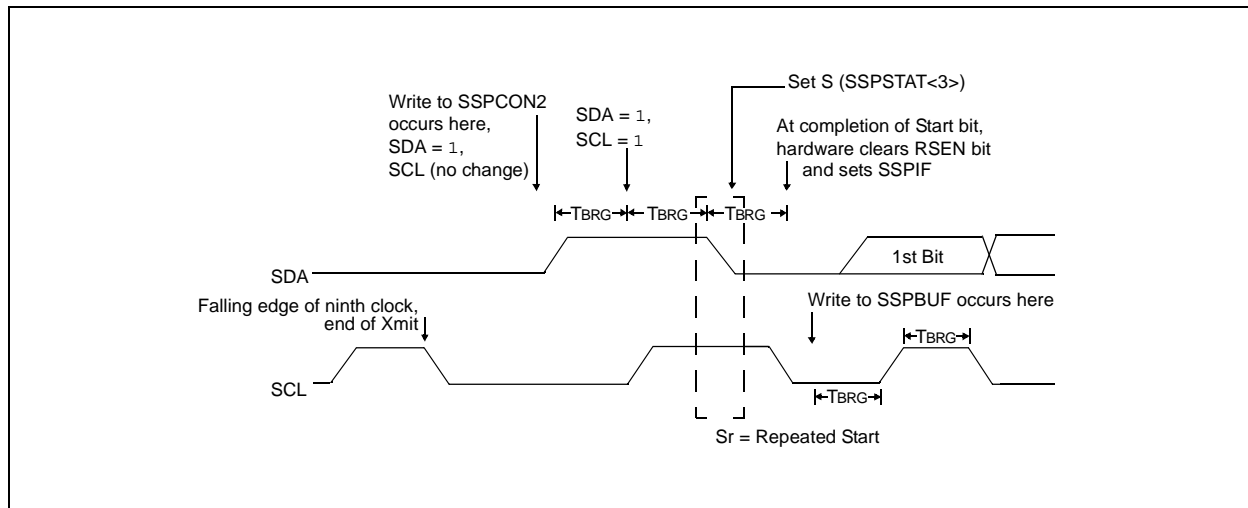 Set S (SSPSTAT<3>)
Write to SSPCON2
occurs here,
SDA = 1,
SCL (no change)
SDA = 1,
SCL = 1
At completion of Start bit,
hardware clears RSEN bit
and sets SSPIF
TBRG
TBRG
TBRG
SDA
1st Bit
Falling edge of ninth clock,
end of Xmit
Write to SSPBUF occurs here
TBRG
SCL
TBRG
Sr = Repeated Start